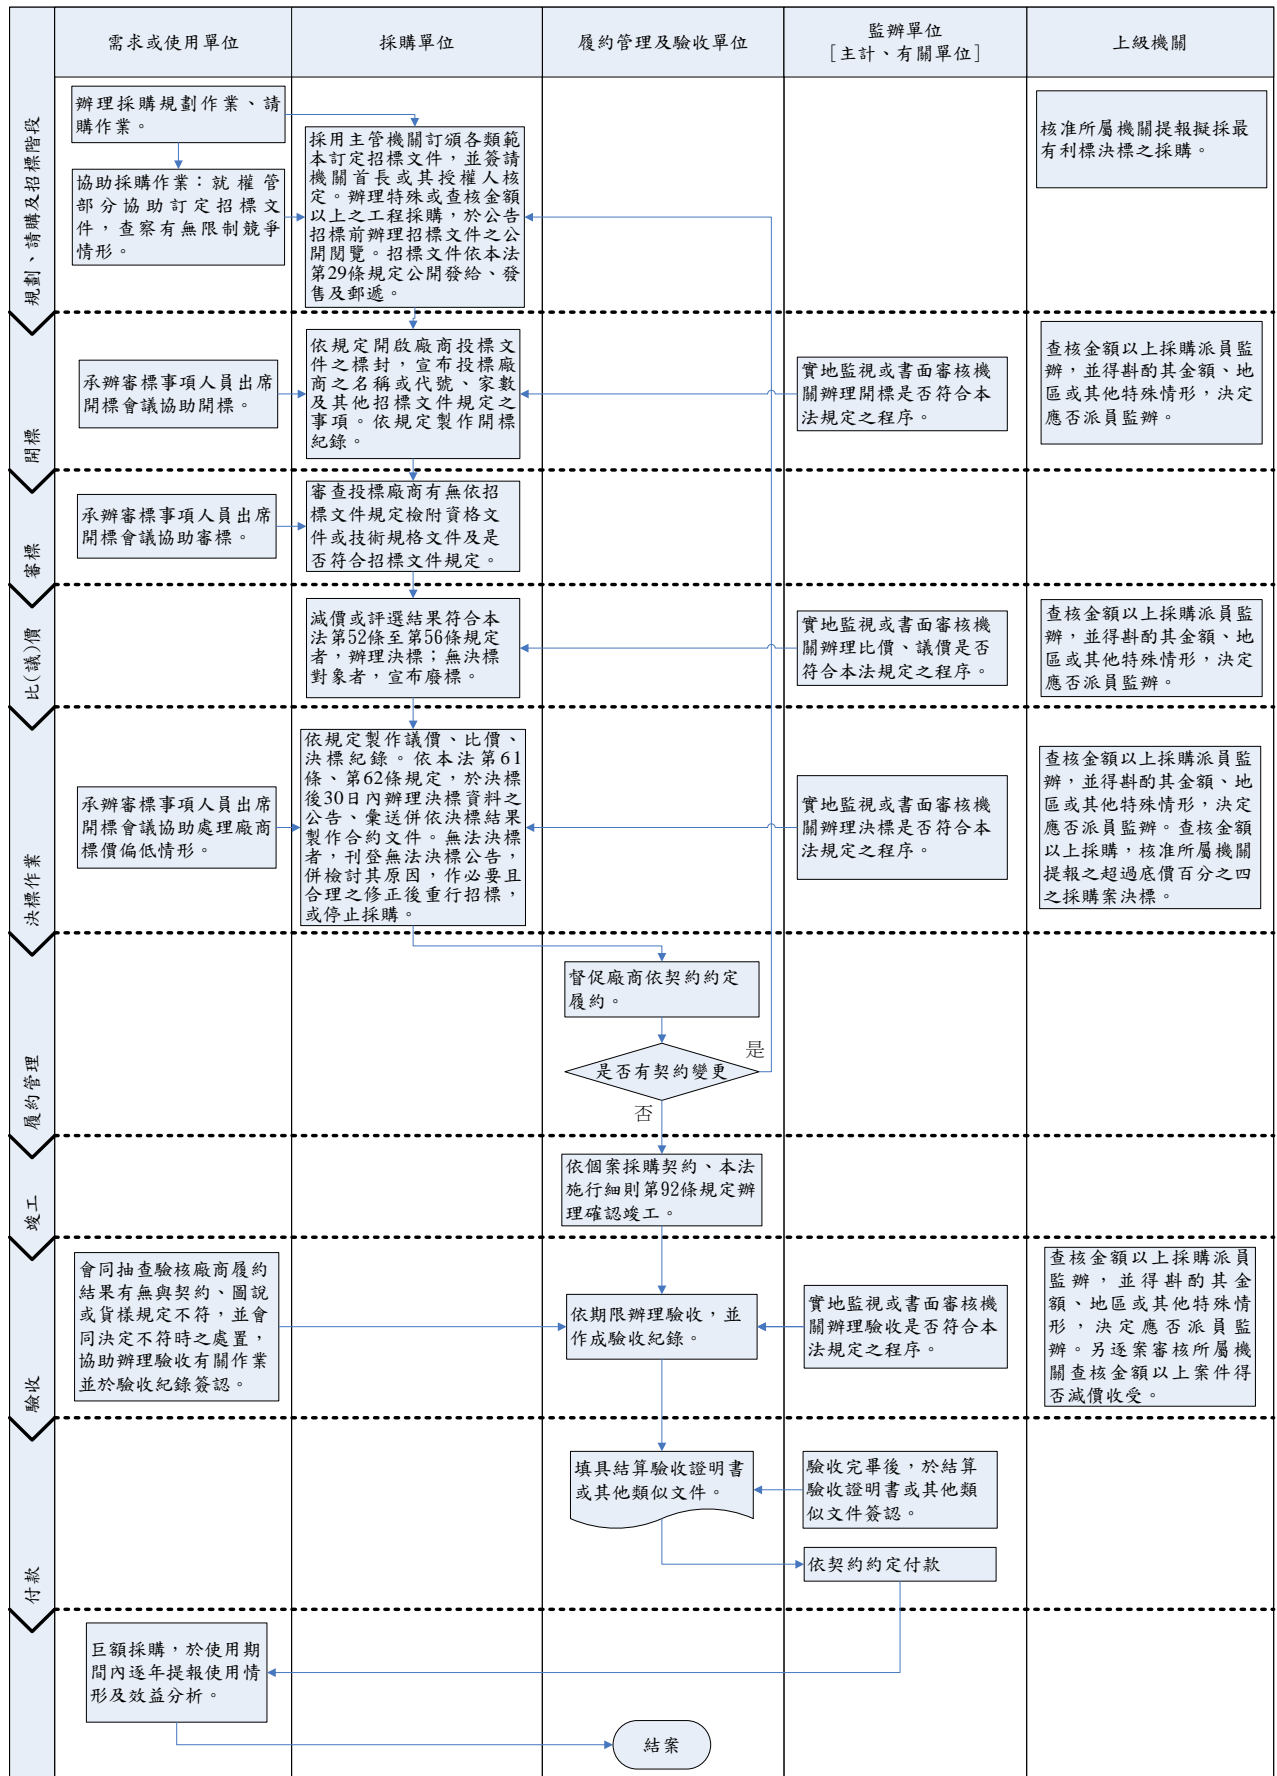 需求或使用單位
採購單位
履約管理及驗收單位
監辦單位
[主計、有關單位]
上級機關
規劃、請購及招標階段
辦理採購規劃作業、請
購作業。
協助採購作業：就權管
部分協助訂定招標文
件，查察有無限制競爭
情形。
採用主管機關訂頒各類範
本訂定招標文件，並簽請
機關首長或其授權人核
定。辦理特殊或查核金額
以上之工程採購，於公告
招標前辦理招標文件之公
開閱覽。招標文件依本法
第29條規定公開發給、發
售及郵遞。
核准所屬機關提報擬採最
有利標決標之採購。
開標
承辦審標事項人員出席
開標會議協助開標。
依規定開啟廠商投標文
件之標封，宣布投標廠
商之名稱或代號、家數
及其他招標文件規定之
事項。依規定製作開標
紀錄。
實地監視或書面審核機
關辦理開標是否符合本
法規定之程序。
查核金額以上採購派員監
辦，並得斟酌其金額、地
區或其他特殊情形，決定
應否派員監辦。
審標
承辦審標事項人員出席
開標會議協助審標。
審查投標廠商有無依招
標文件規定檢附資格文
件或技術規格文件及是
否符合招標文件規定。
比(議)價
減價或評選結果符合本
法第52條至第56條規定
者，辦理決標；無決標
對象者，宣布廢標。
實地監視或書面審核機
關辦理比價、議價是否
符合本法規定之程序。
查核金額以上採購派員監
辦，並得斟酌其金額、地
區或其他特殊情形，決定
應否派員監辦。
決標作業
承辦審標事項人員出席
開標會議協助處理廠商
標價偏低情形。
依規定製作議價、比價、
決標紀錄。依本法第61
條、第62條規定，於決標
後30日內辦理決標資料之
公告、彙送併依決標結果
製作合約文件。無法決標
者，刊登無法決標公告，
併檢討其原因，作必要且
合理之修正後重行招標，
或停止採購。
實地監視或書面審核機
關辦理決標是否符合本
法規定之程序。
查核金額以上採購派員監
辦，並得斟酌其金額、地
區或其他特殊情形，決定
應否派員監辦。查核金額
以上採購，核准所屬機關
提報之超過底價百分之四
之採購案決標。
履約管理
督促廠商依契約約定
履約。
是否有契約變更
是
否
竣工
依個案採購契約、本法
施行細則第92條規定辦
理確認竣工。
驗收
會同抽查驗核廠商履約
結果有無與契約、圖說
或貨樣規定不符，並會
同決定不符時之處置，
協助辦理驗收有關作業
並於驗收紀錄簽認。
依期限辦理驗收，並
作成驗收紀錄。
實地監視或書面審核機
關辦理驗收是否符合本
法規定之程序。
查核金額以上採購派員
監辦，並得斟酌其金
額、地區或其他特殊情
形，決定應否派員監
辦。另逐案審核所屬機
關查核金額以上案件得
否減價收受。
付款
填具結算驗收證明書
或其他類似文件。
驗收完畢後，於結算
驗收證明書或其他類
似文件簽認。
依契約約定付款
巨額採購，於使用期
間內逐年提報使用情
形及效益分析。
結案